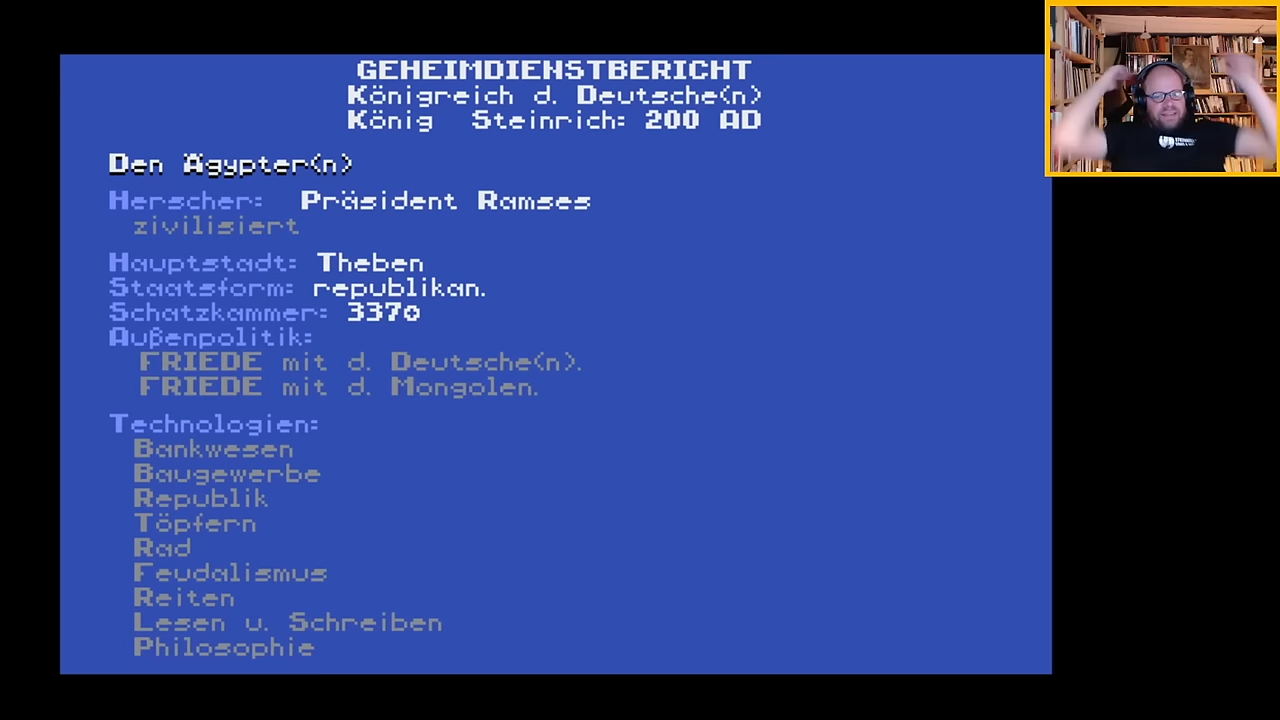 GEHEIMDIENSTBERICHT
Königreich d. Deutsche(n)
König Steinrich: 200 AD
Den Ägypter(n)
Herscher: Präsident Ramses
zivilisiert
Hauptstadt: Theben
Staatsform: republikan.
Schatzkammer: 337o
Außenpolitik:
FRIEDE mit d. Deutsche(n).
FRIEDE mit d. Mongolen.
Technologien:
Bankwesen
Baugewerbe
Republik
Töpfern
Rad
Feudalismus
Reiten
Lesen u. Schreiben
Philosophie